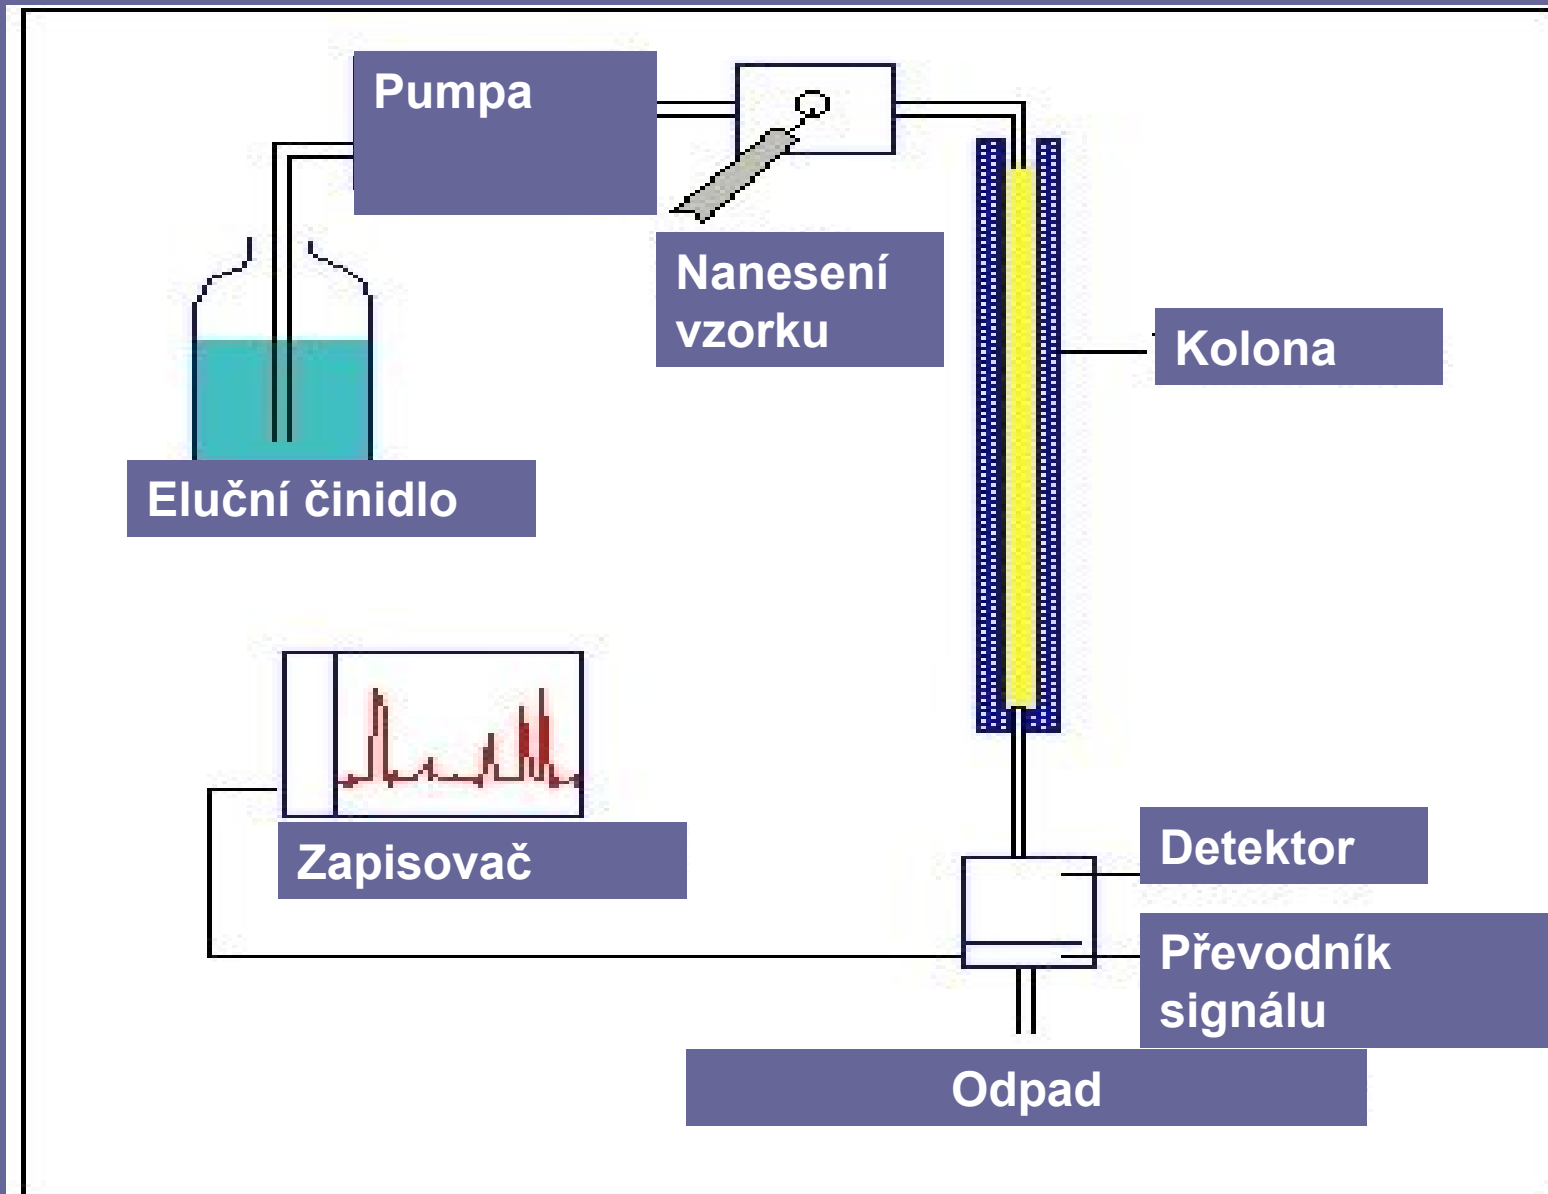 Pumpa
Nanesení
vzorku
Kolona
Eluční činidlo
Zapisovač
Detektor
Převodník
signálu
Odpad